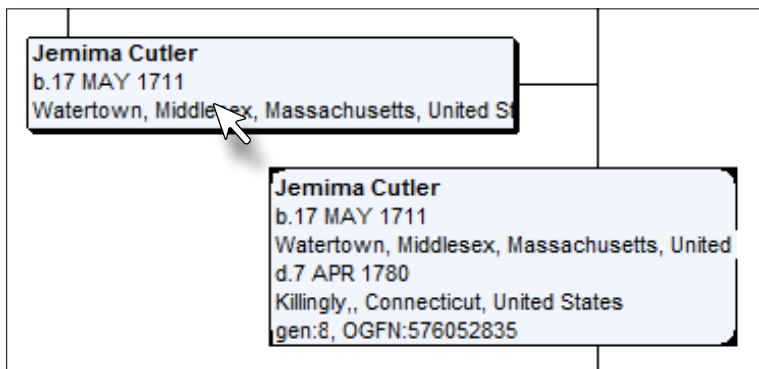 Jemima Cutler
b.17 MAY 1711
Watertown, Middlesex, Massachusetts, United St
Jemima Cutler
b.17 MAY 1711
Watertown, Middlesex, Massachusetts, United
d.7 APR 1780
Killingly,, Connecticut, United States
gen:8, OGFN:576052835